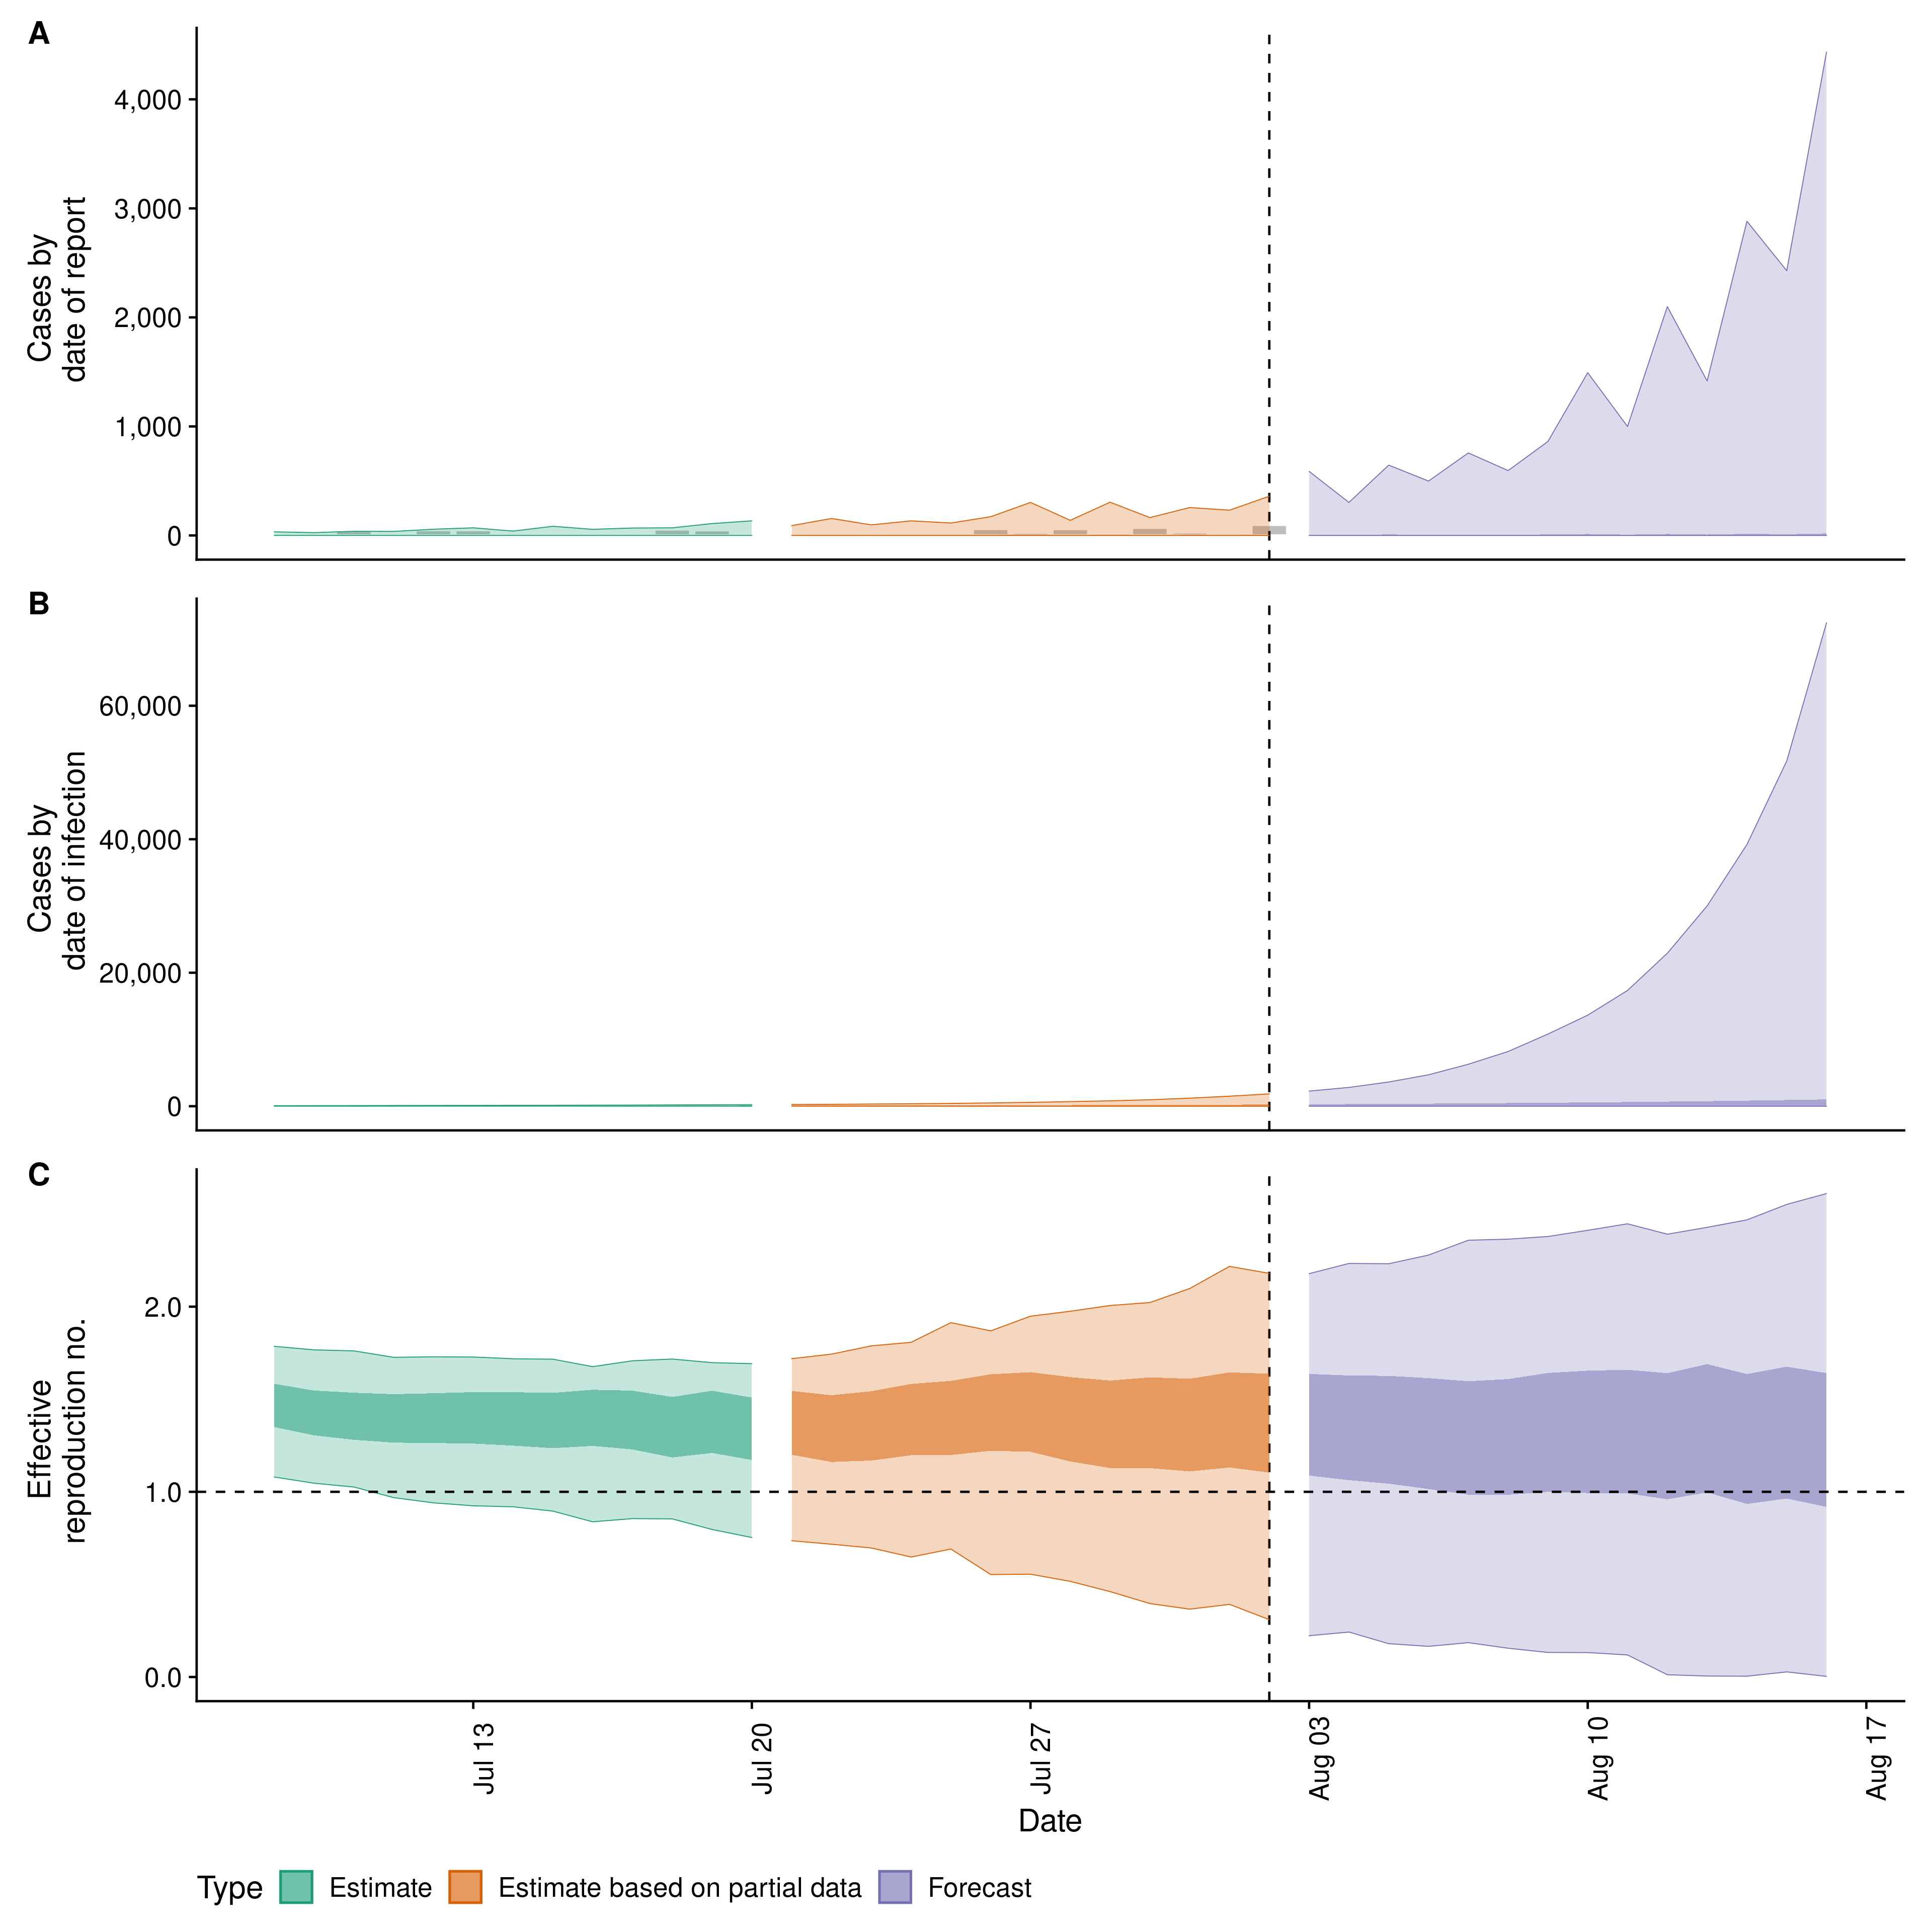 A
Cases by
date of report
4,000
3,000
2,000
1,000
0
B
Cases by
date of infection
60,000
40,000
20,000
0
C
Effective
reproduction no.
2.0
1.0
0.0
Jul 13
Jul 20
Jul 27
Aug 03
Aug 10
Aug 17
Date
Type Estimate Estimate based on partial data Forecast